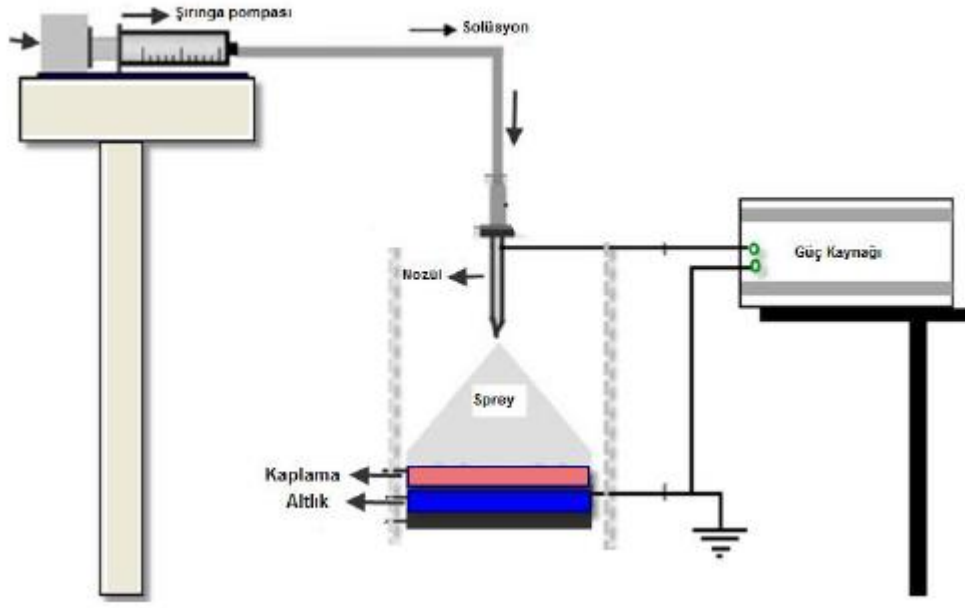 Şırınga pompası
Solüsyon
Nozül
Güç Kaynağı
Sprey
Kaplama
Altlık